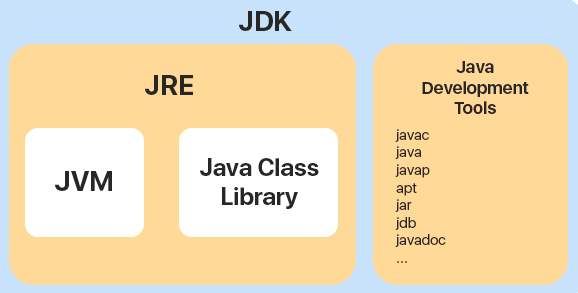 JDK
JRE
JVM
Java Class
Library
Java
Development
Tools
javac
java
javap
apt
jar
jdb
javadoc
...